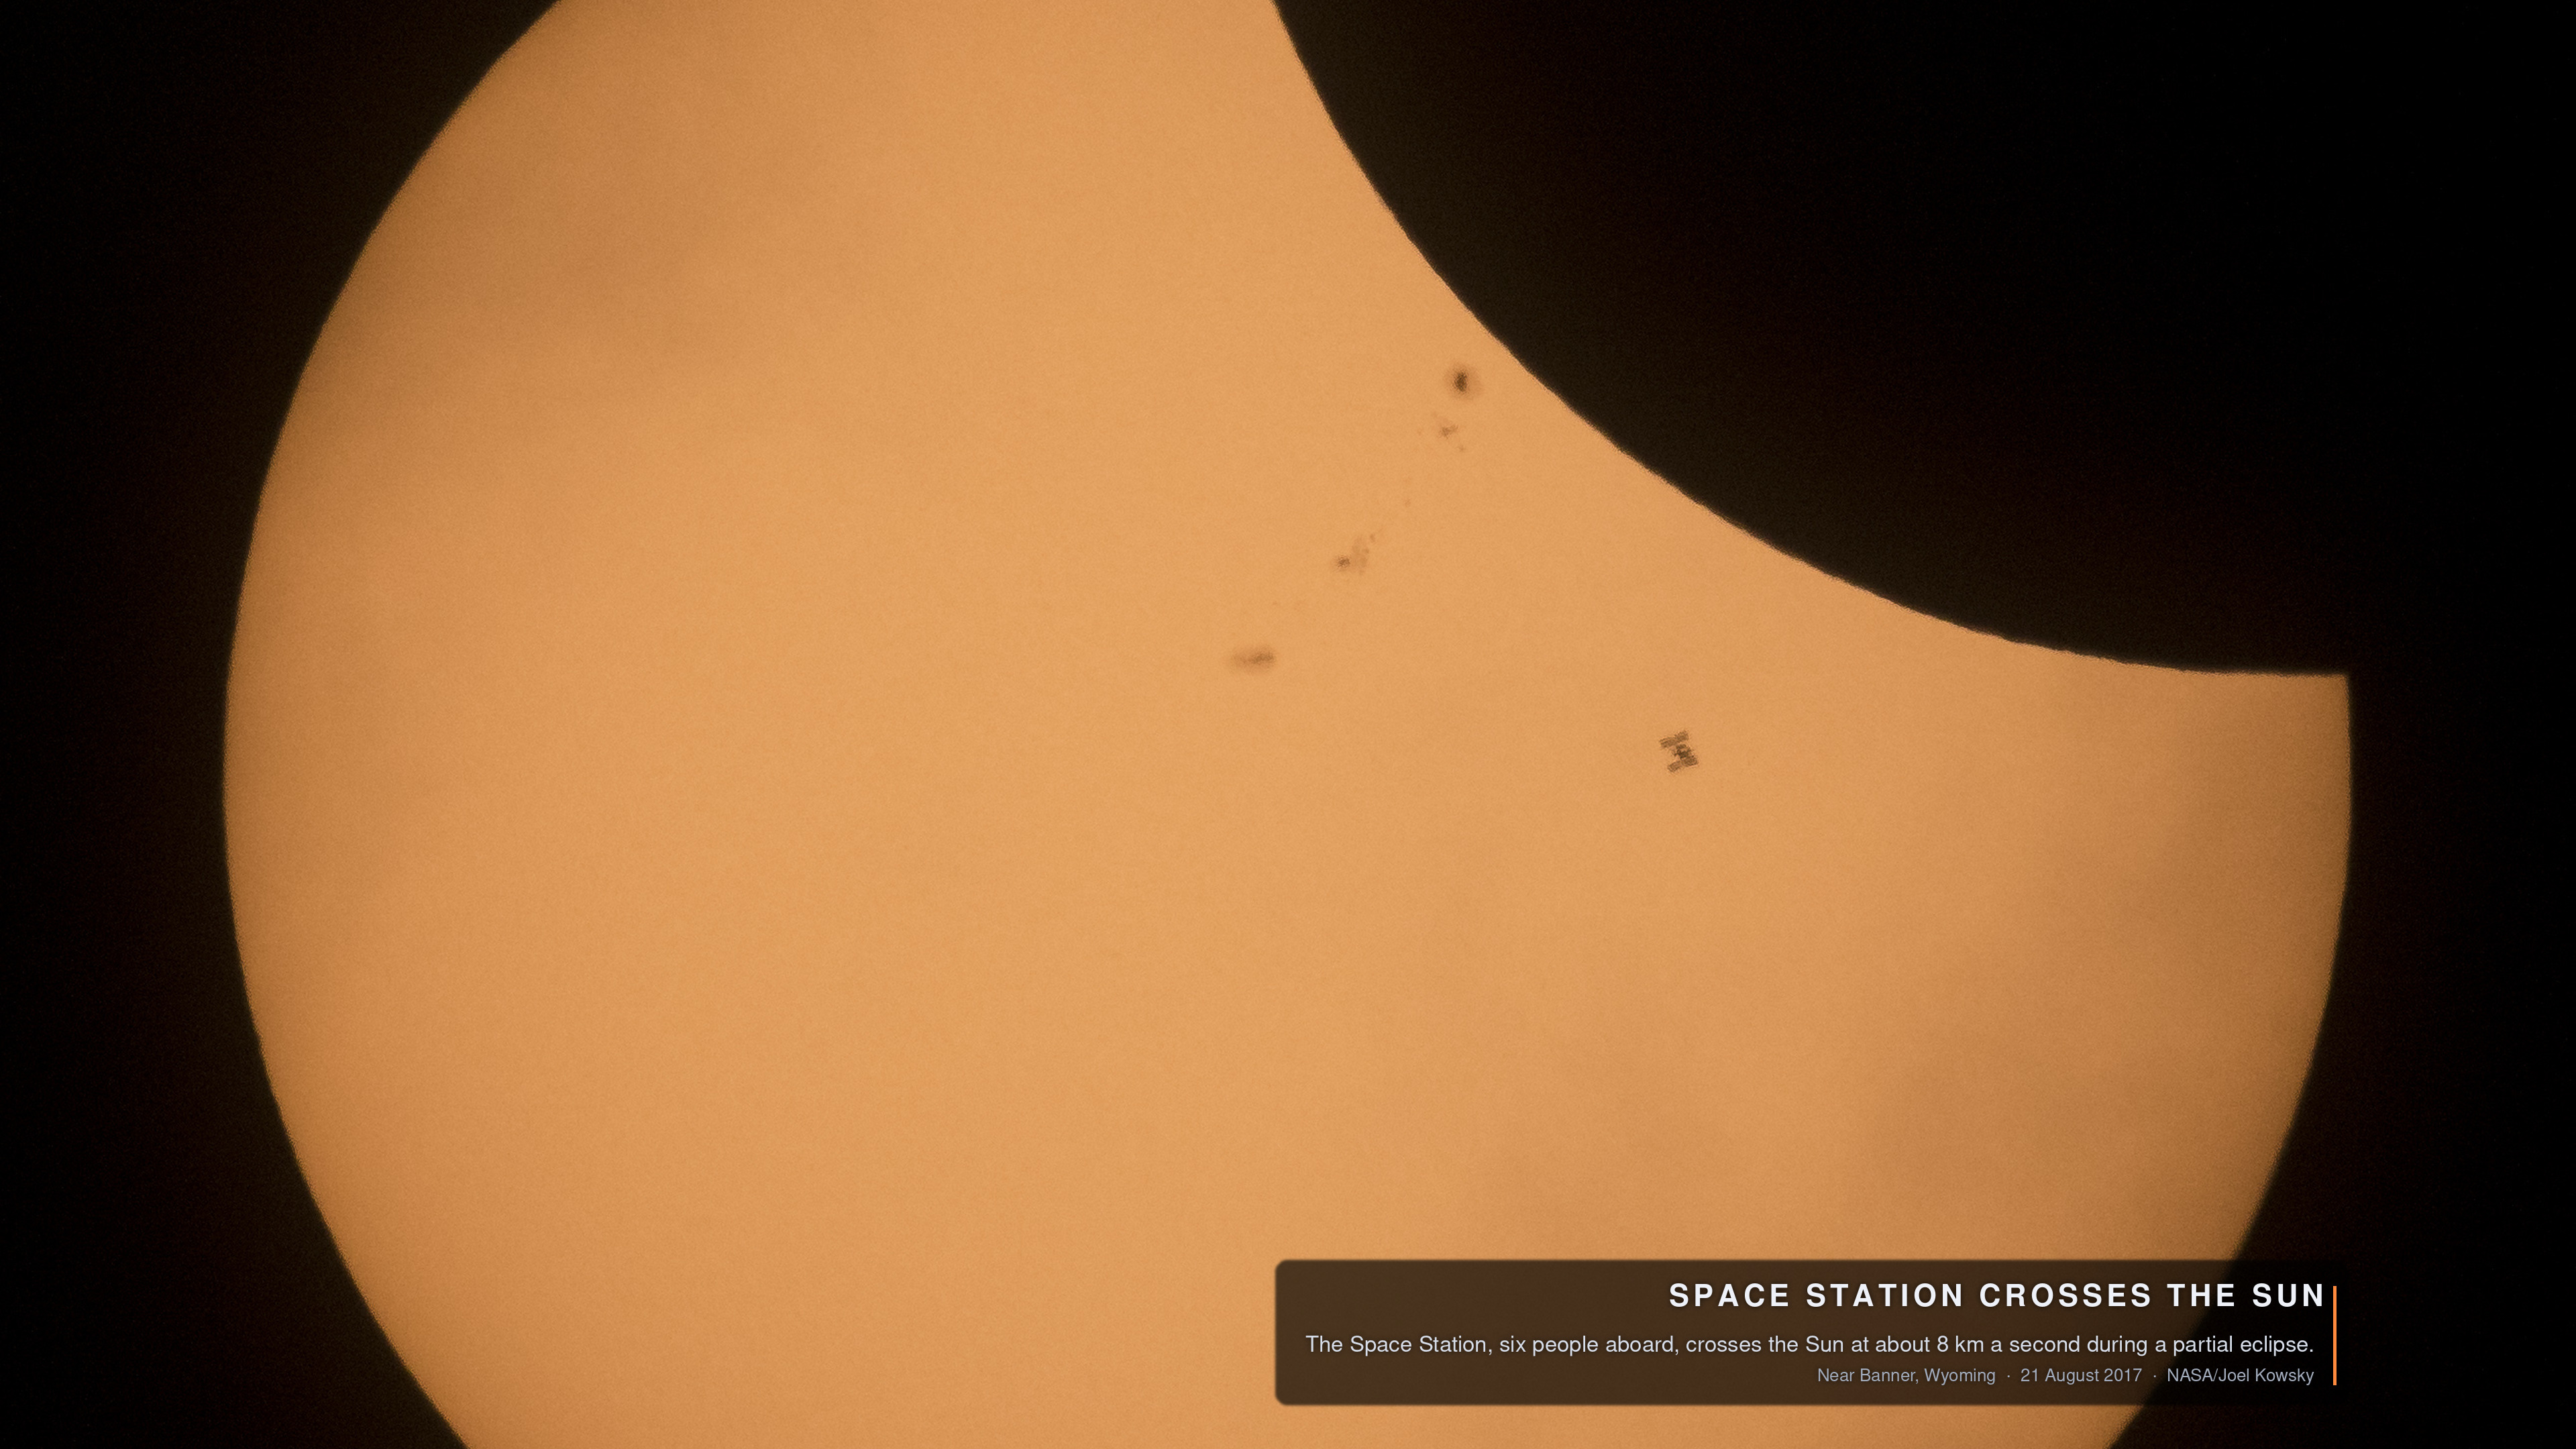 SPACE STATION CROSSES THE SUN
The Space Station, six people aboard, crosses the Sun at about 8 km a second during a partial eclipse.
Near Banner, Wyoming · 21 August 2017 · NASA/Joel Kowsky